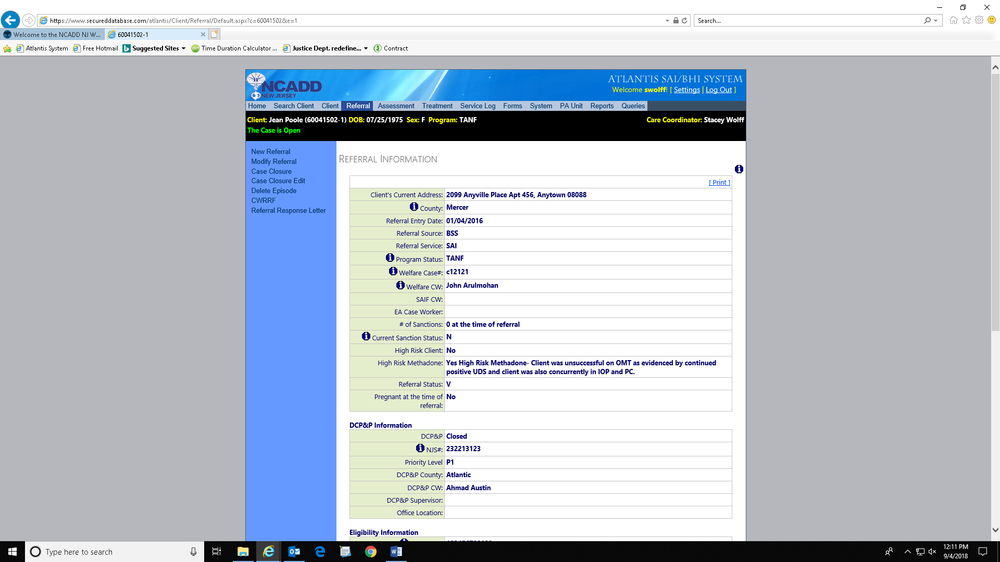 https://www.secureddatabase.com/atlantis/Client/Referral/Default.aspx?c=60041502&e=1
Search...
Welcome to the NCADD NJ W...
60041502-1
Atlantis System
Free Hotmail
Suggested Sites
Time Duration Calculator ...
Justice Dept. redefine...
Contract
NCADD
NEW JERSEY
ATLANTIS SAI/BHI SYSTEM
Welcome swolff! [ Settings | Log Out ]
Home Search Client Client Referral Assessment Treatment Service Log Forms System PA Unit Reports Queries
Client: Jean Poole (60041502-1) DOB: 07/25/1975 Sex: F Program: TANF
Care Coordinator: Stacey Wolff
The Case is Open
New Referral
Modify Referral
Case Closure
Case Closure Edit
Delete Episode
CWRRF
Referral Response Letter
REFERRAL INFORMATION
[ Print ]
Client's Current Address: 2099 Anyville Place Apt 456, Anytown 08088
County: Mercer
Referral Entry Date: 01/04/2016
Referral Source: BSS
Referral Service: SAI
Program Status: TANF
Welfare Case#: c12121
Welfare CW: John Arulmohan
SAIF CW:
EA Case Worker:
# of Sanctions: 0 at the time of referral
Current Sanction Status: N
High Risk Client: No
High Risk Methadone: Yes High Risk Methadone- Client was unsuccessful on OMT as evidenced by continued
positive UDS and client was also concurrently in IOP and PC.
Referral Status: V
Pregnant at the time of
referral: No
DCP&P Information
DCP&P Closed
NJS#: 232213123
Priority Level P1
DCP&P County: Atlantic
DCP&P CW: Ahmad Austin
DCP&P Supervisor:
Office Location:
Eligibility Information
Type here to search
12:11 PM
9/4/2018